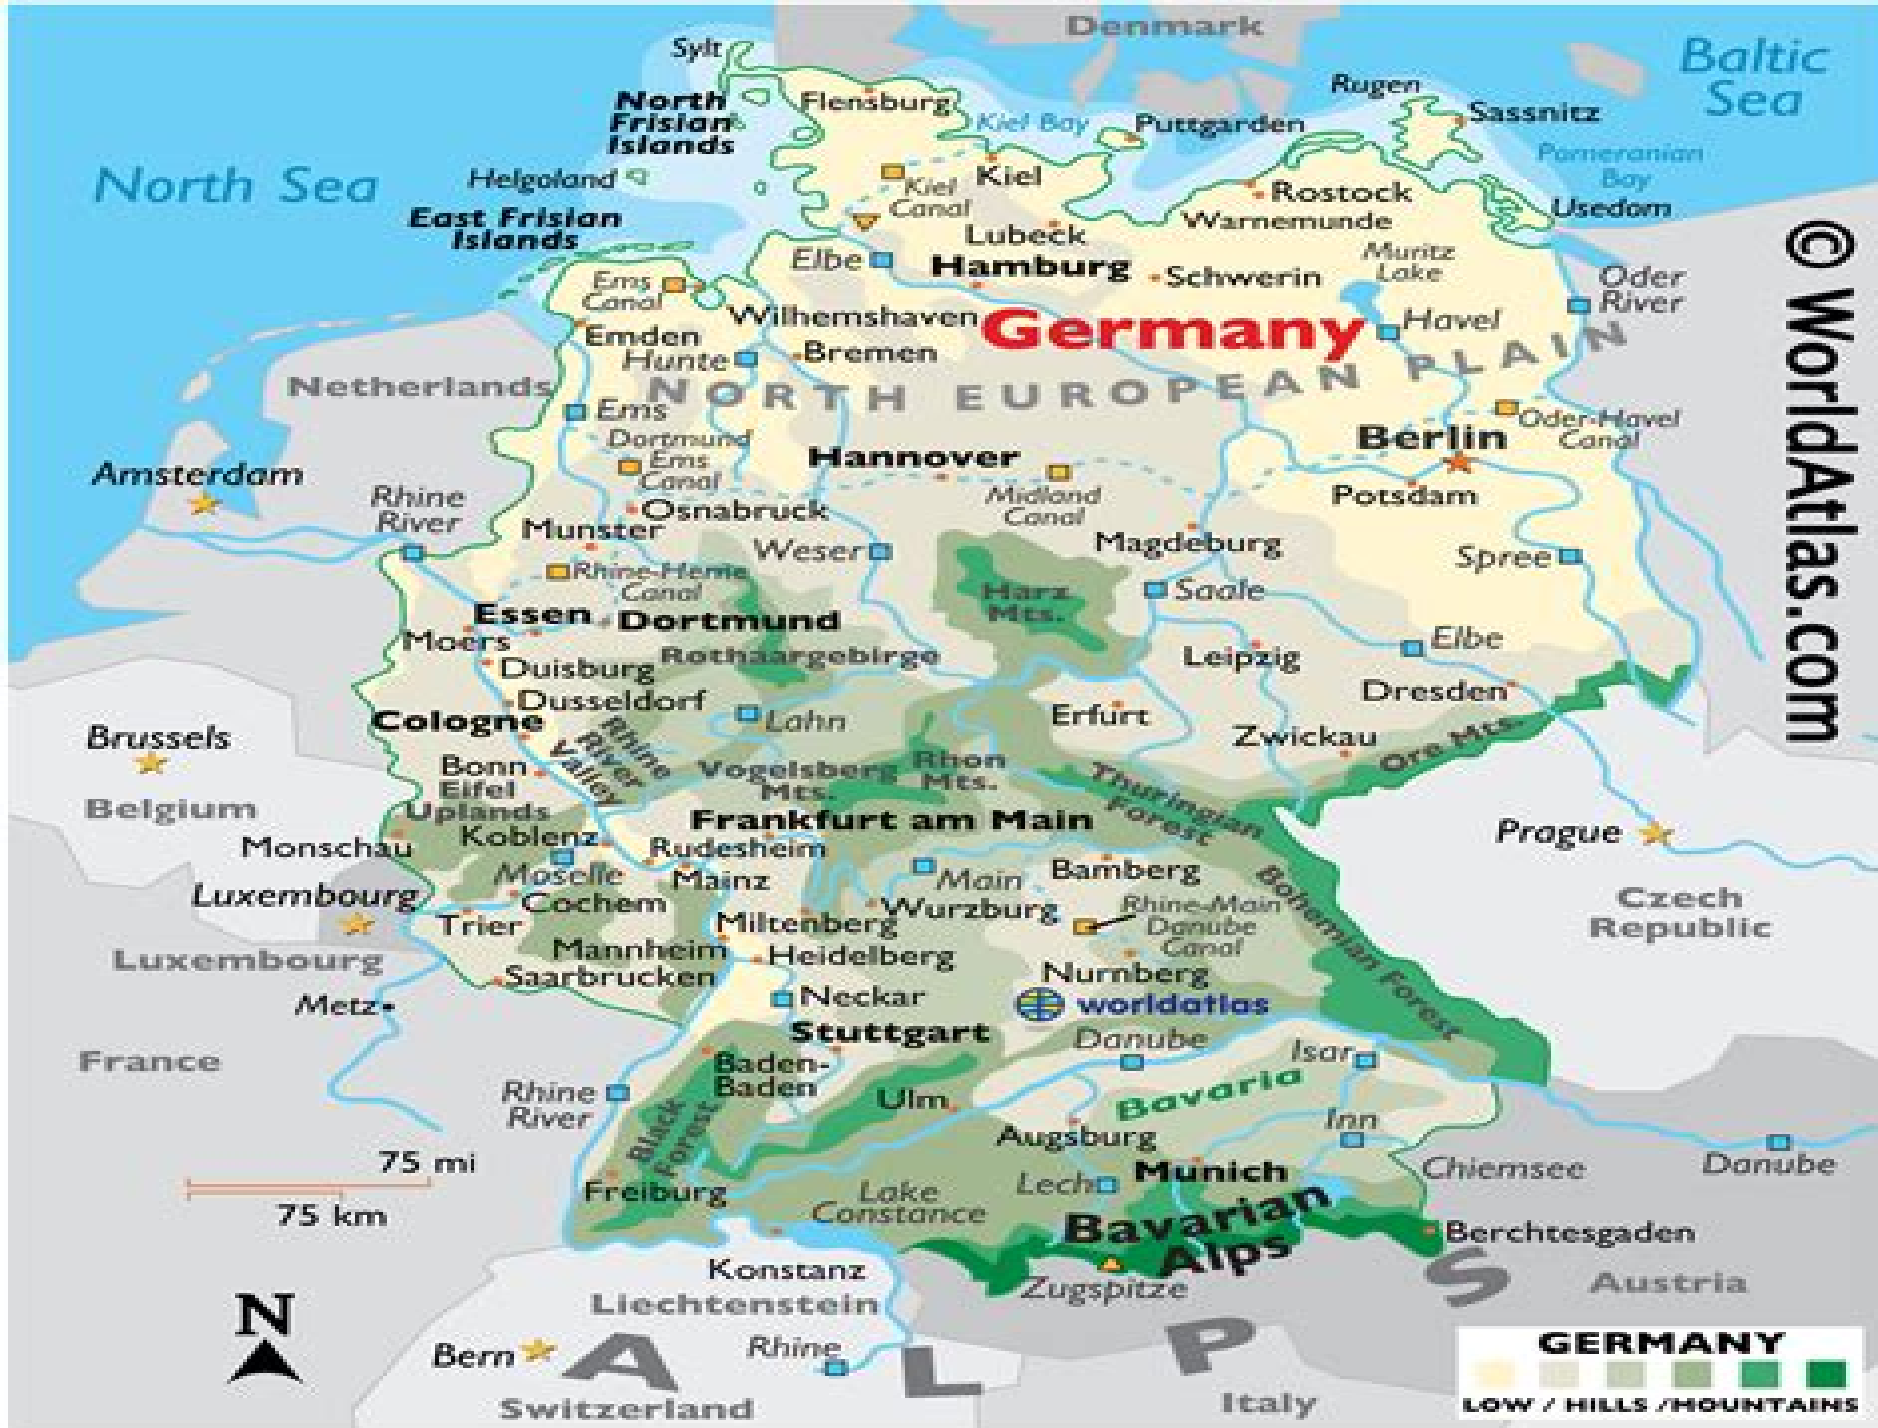 Denmark
Baltic
Sea
Sylt
Rugen
North
Frisian
Islands
Flensburg
Kiel Bay
Puttgarden
Sassnitz
Pomeranian
Bay
North Sea
Helgoland
Kiel
Canal
Kiel
Rostock
Usedom
East Frisian
Islands
Lubeck
Warnemunde
Elbe
Hamburg
Schwerin
Muritz
Lake
Oder
River
Ems
Canal
Wilhemshaven
Germany
Havel
Emden
Hunte
Bremen
Netherlands
NORTH EUROPEAN PLAIN
Ems
Oder-Havel
Canal
Dortmund
Ems
Canal
Hannover
Berlin
Amsterdam
Rhine
River
Midland
Canal
Potsdam
Osnabruck
Munster
Weser
Magdeburg
Spree
Rhine-Herne
Canal
Harz
Mts.
Saale
Essen
Dortmund
Moers
Elbe
Duisburg
Rothaargebirge
Leipzig
Dusseldorf
Dresden
Cologne
Rhine
River
Valley
Lahn
Erfurt
Zwickau
Ore Mts.
Brussels
Bonn
Eifel
Uplands
Vogelsberg
Mts.
Rhon
Mts.
Thuringian
Forest
Belgium
Frankfurt am Main
Koblenz
Monschau
Rudesheim
Prague
Moselle
Mainz
Main
Bamberg
Bohemian Forest
Luxembourg
Cochem
Wurzburg
Rhine-Main
Danube
Canal
Czech
Republic
Trier
Miltenberg
Luxembourg
Mannheim
Heidelberg
Saarbrucken
Nurnberg
Metz
Neckar
worldatlas
Stuttgart
Danube
Isar
France
Baden-
Baden
Rhine
River
Ulm
Bavaria
Black
Forest
Augsburg
Inn
75 mi
Munich
Chiemsee
Danube
Freiburg
Lake
Constance
Lech
75 km
Bavarian
Alps
Berchtesgaden
Konstanz
Zugspitze
Austria
Liechtenstein
N
Bern
Rhine
ALPS
Switzerland
Italy
GERMANY
LOW / HILLS /MOUNTAINS
© WorldAtlas.com